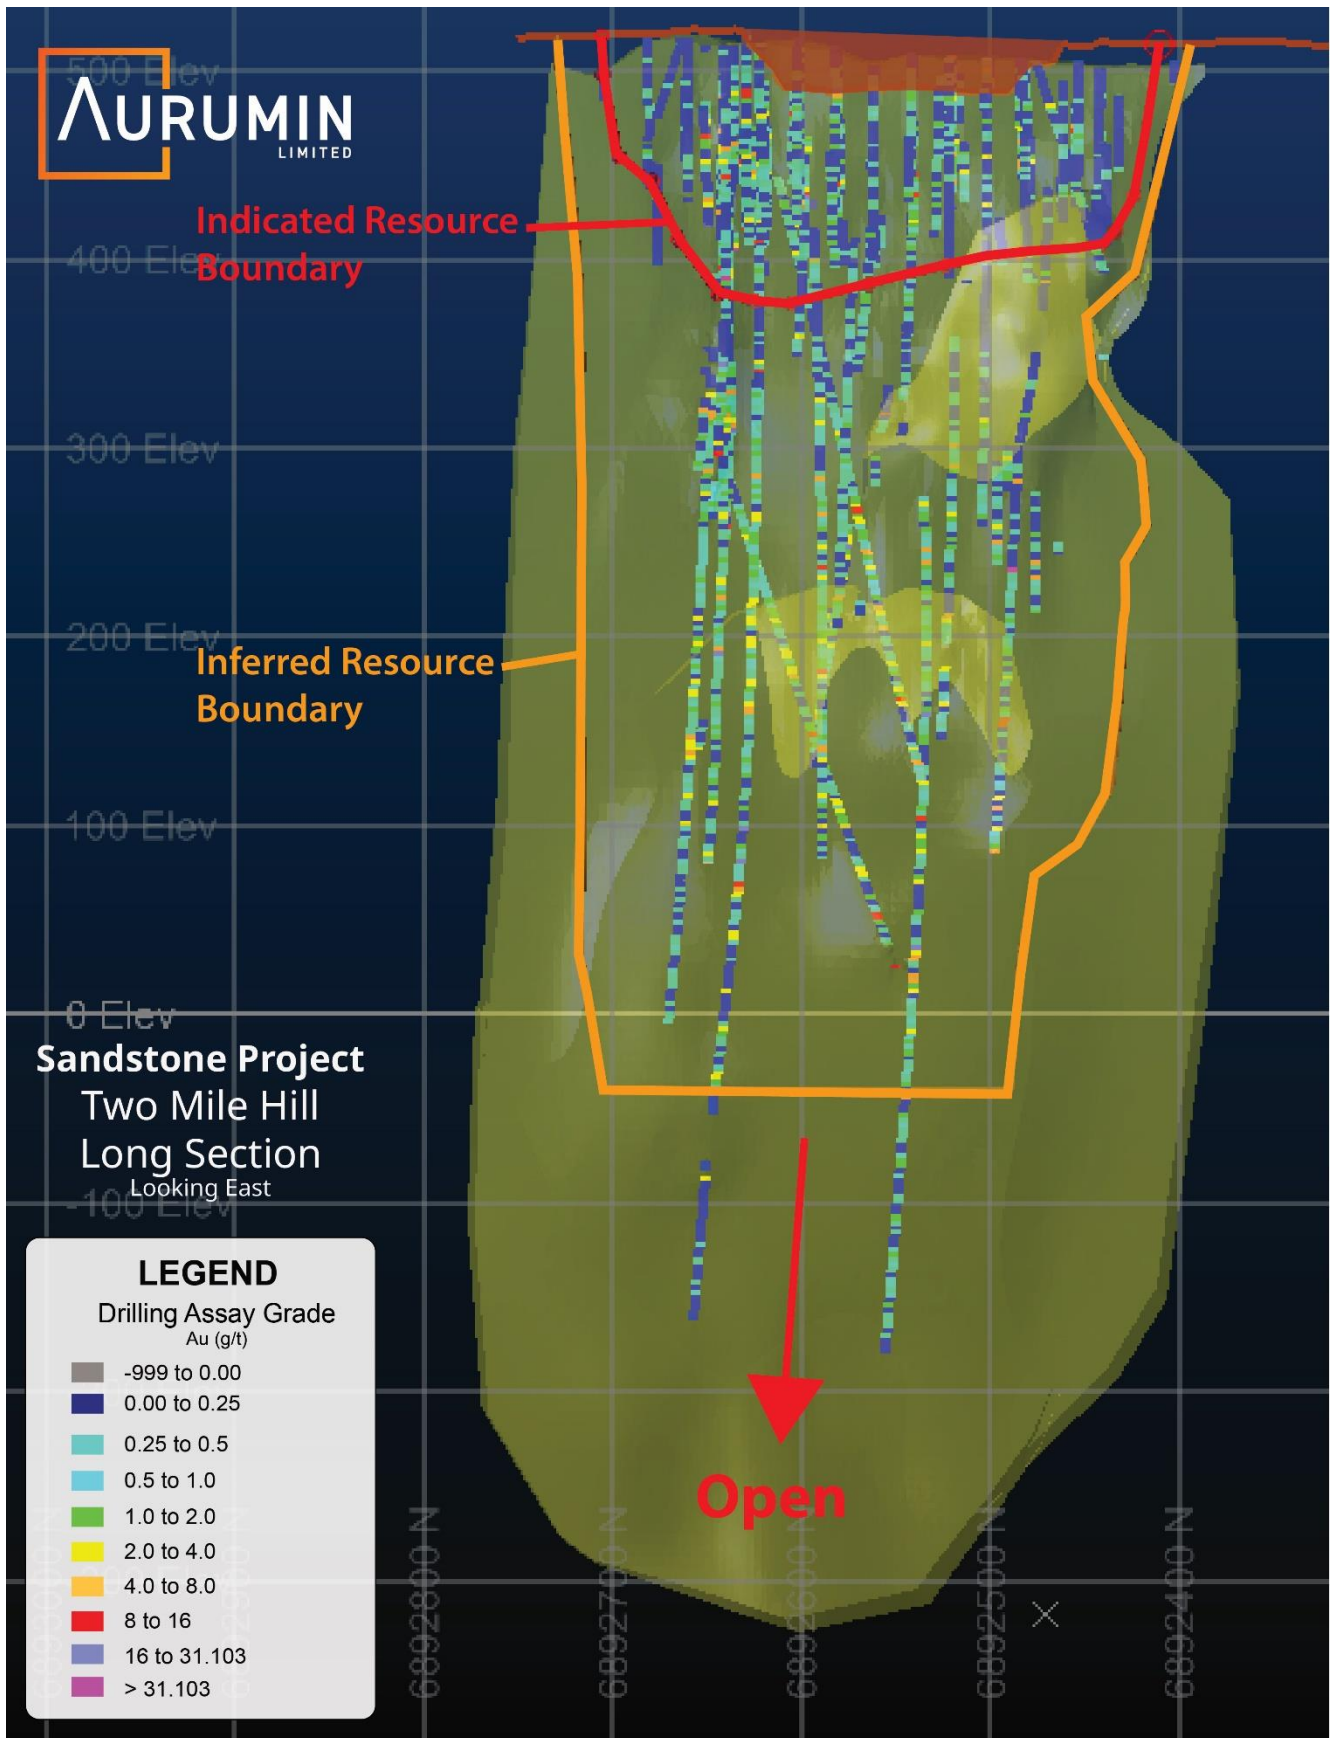 500 Elev
AURUMIN
LIMITED
Indicated Resource
Boundary
400 Elev
300 Elev
200 Elev
Inferred Resource
Boundary
100 Elev
0 Elev
Sandstone Project
Two Mile Hill
Long Section
Looking East
-100 Elev
Open
LEGEND
Drilling Assay Grade
Au (g/t)
-999 to 0.00
0.00 to 0.25
0.25 to 0.5
0.5 to 1.0
1.0 to 2.0
2.0 to 4.0
4.0 to 8.0
8 to 16
16 to 31.103
> 31.103
6893000 N
6892900 N
6892800 N
6892700 N
6892600 N
6892500 N
6892400 N